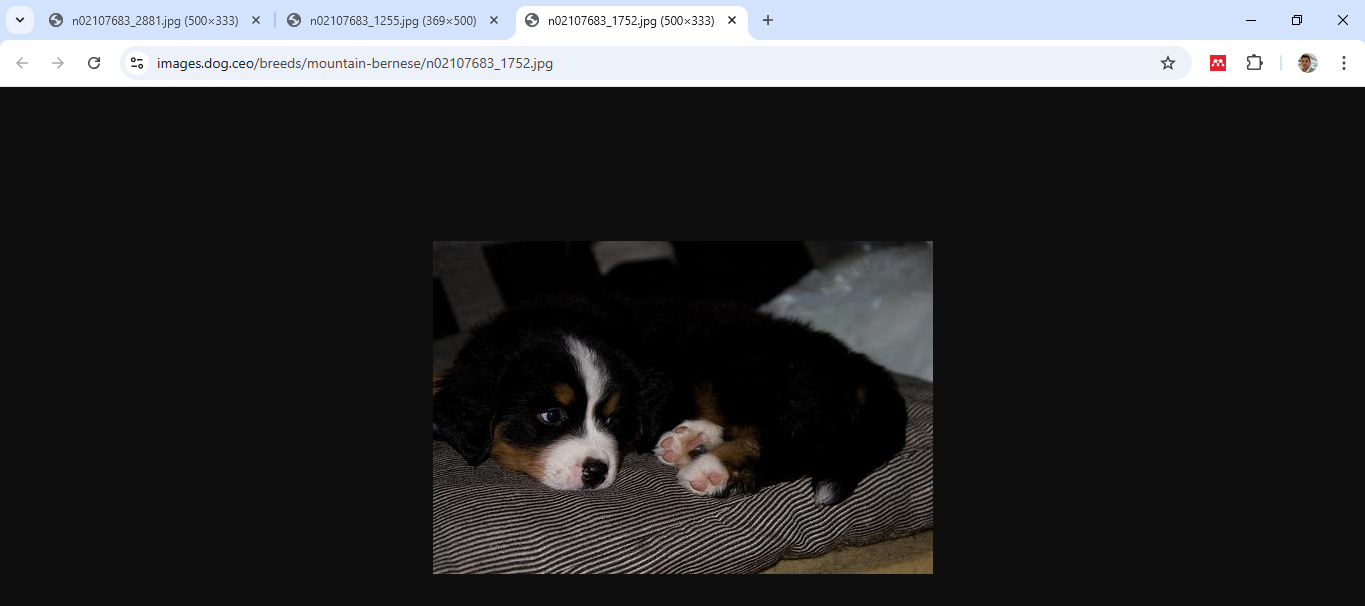 n02107683_2881.jpg (500×333)
n02107683_1255.jpg (369×500)
n02107683_1752.jpg (500×333)
images.dog.ceo/breeds/mountain-bernese/n02107683_1752.jpg